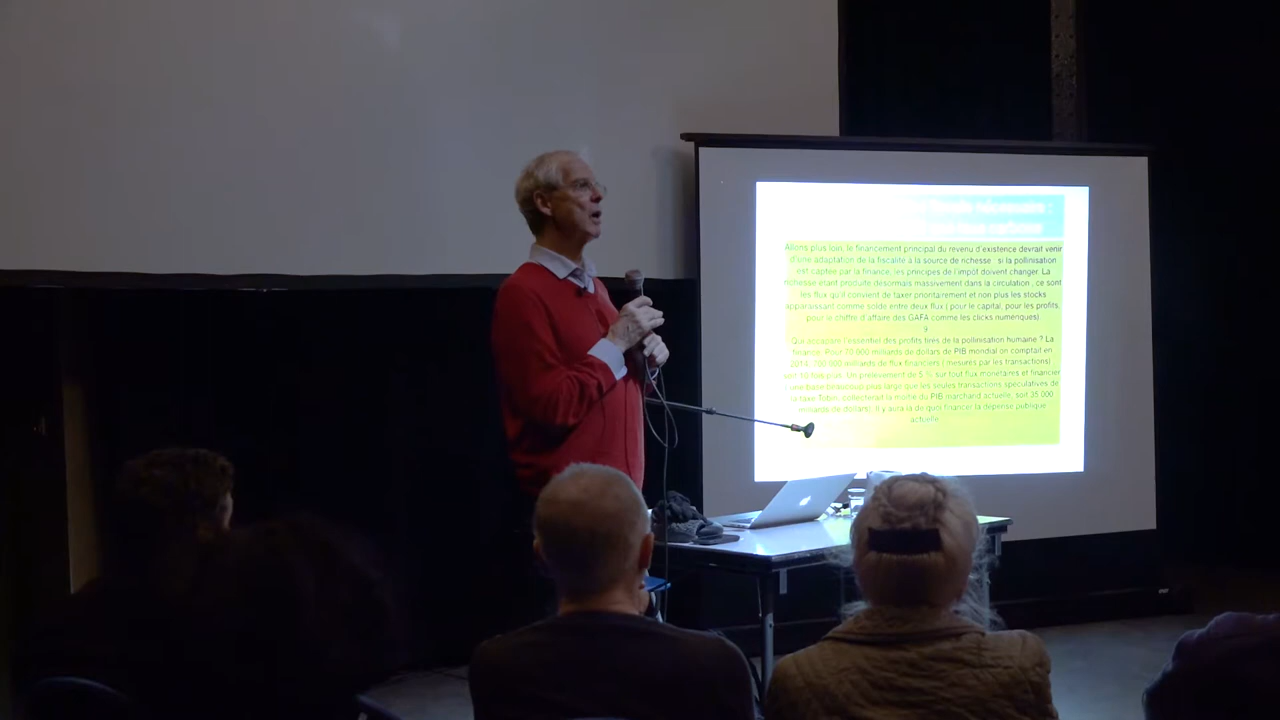 Allons plus loin, le financement principal du revenu d'existence devrait venir
d'une adaptation de la fiscalité à la source de richesse : si la pollinisation
est captée par la finance, les principes de l'impôt doivent changer. La
richesse étant produite désormais massivement dans la circulation , ce sont
les flux qu'il convient de taxer prioritairement et non plus les stocks
apparaissant comme solde entre deux flux ( pour le capital, pour les profits,
pour le chiffre d'affaire des GAFA comme les clicks numériques).
9
Qui accapare l'essentiel des profits tirés de la pollinisation humaine ? La
finance. Pour 70.000 milliards de dollars de PIB mondial on comptait en
2014, 700.000 milliards de flux financiers ( mesurés par les transactions)
soit 10 fois plus. Un prélèvement de 5 % sur tout flux monétaires et financier
( une base beaucoup plus large que les seules transactions spéculatives de
la taxe Tobin, collecterait la moitié du PIB marchand actuelle, soit 35.000
milliards de dollars). Il y aura là de quoi financer la dépense publique
actuelle.